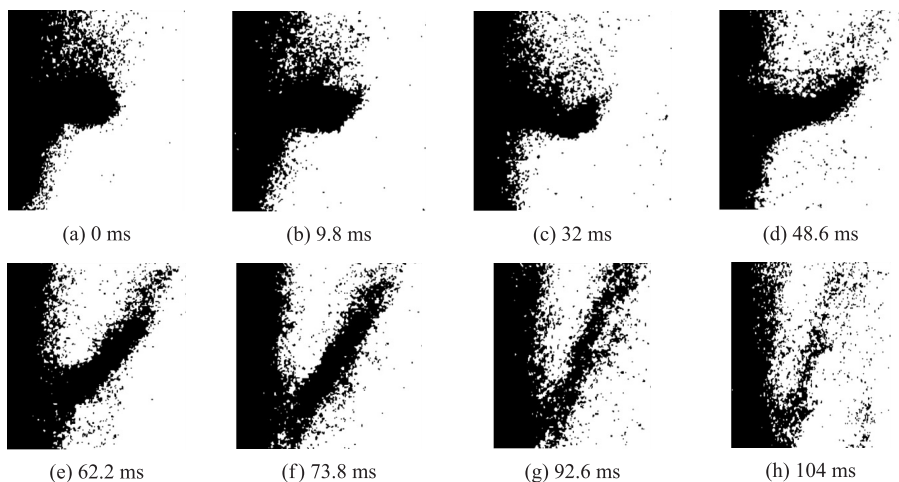 (a) 0 ms
(b) 9.8 ms
(c) 32 ms
(d) 48.6 ms
(e) 62.2 ms
(f) 73.8 ms
(g) 92.6 ms
(h) 104 ms